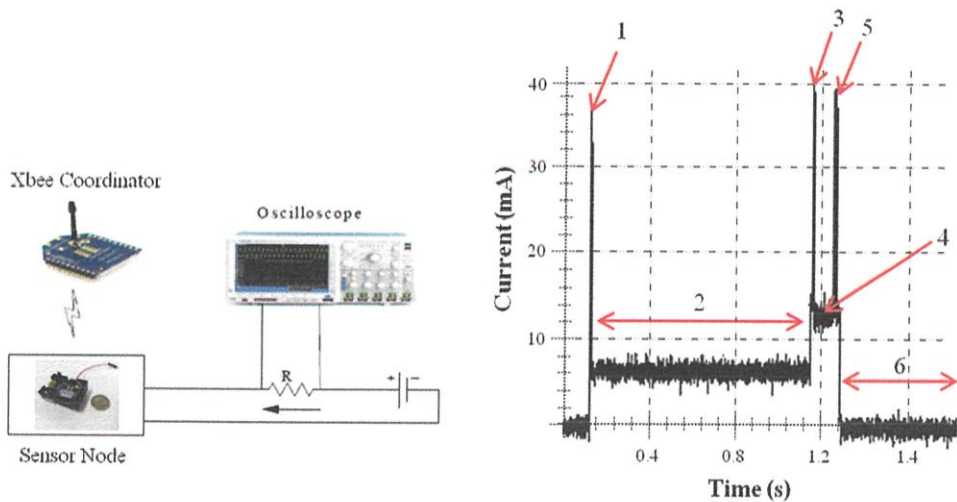 Xbee Coordinator
Oscilloscope
R
+ −
Sensor Node
1
3
5
40
30
Current (mA)
20
4
2
10
6
0.4
0.8
1.2
1.4
Time (s)